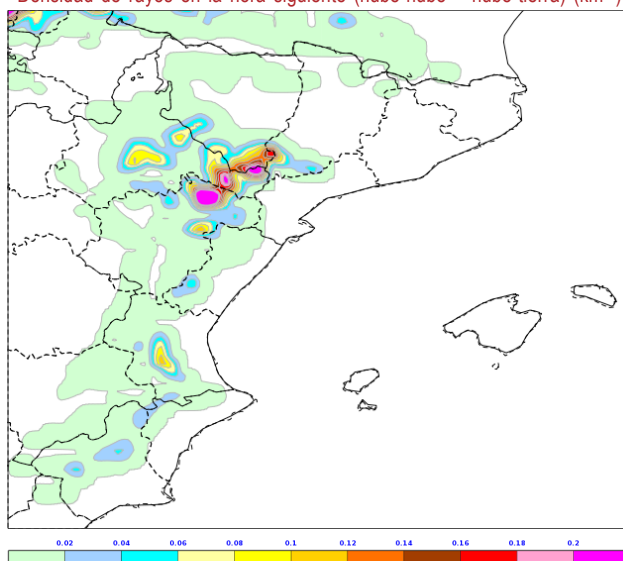 Densidad de rayos en la hora siguiente (nube-nube + nube-tierra) (km⁻²)
0.02 0.04 0.06 0.08 0.1 0.12 0.14 0.16 0.18 0.2